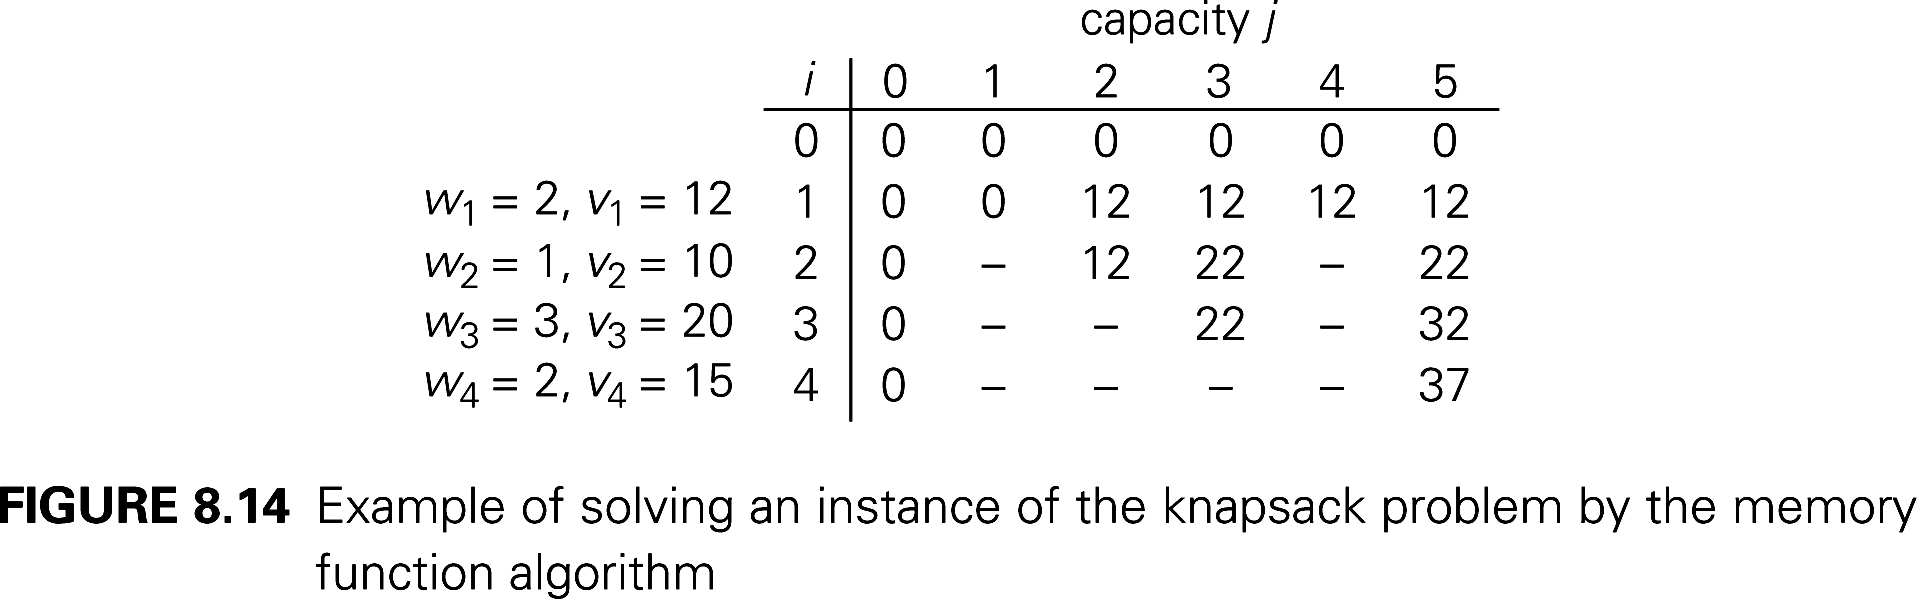 capacity j
i 0 1 2 3 4 5
0 0 0 0 0 0 0
w₁ = 2, v₁ = 12 1 0 0 12 12 12 12
w₂ = 1, v₂ = 10 2 0 – 12 22 – 22
w₃ = 3, v₃ = 20 3 0 – – 22 – 32
w₄ = 2, v₄ = 15 4 0 – – – – 37
FIGURE 8.14 Example of solving an instance of the knapsack problem by the memory
function algorithm